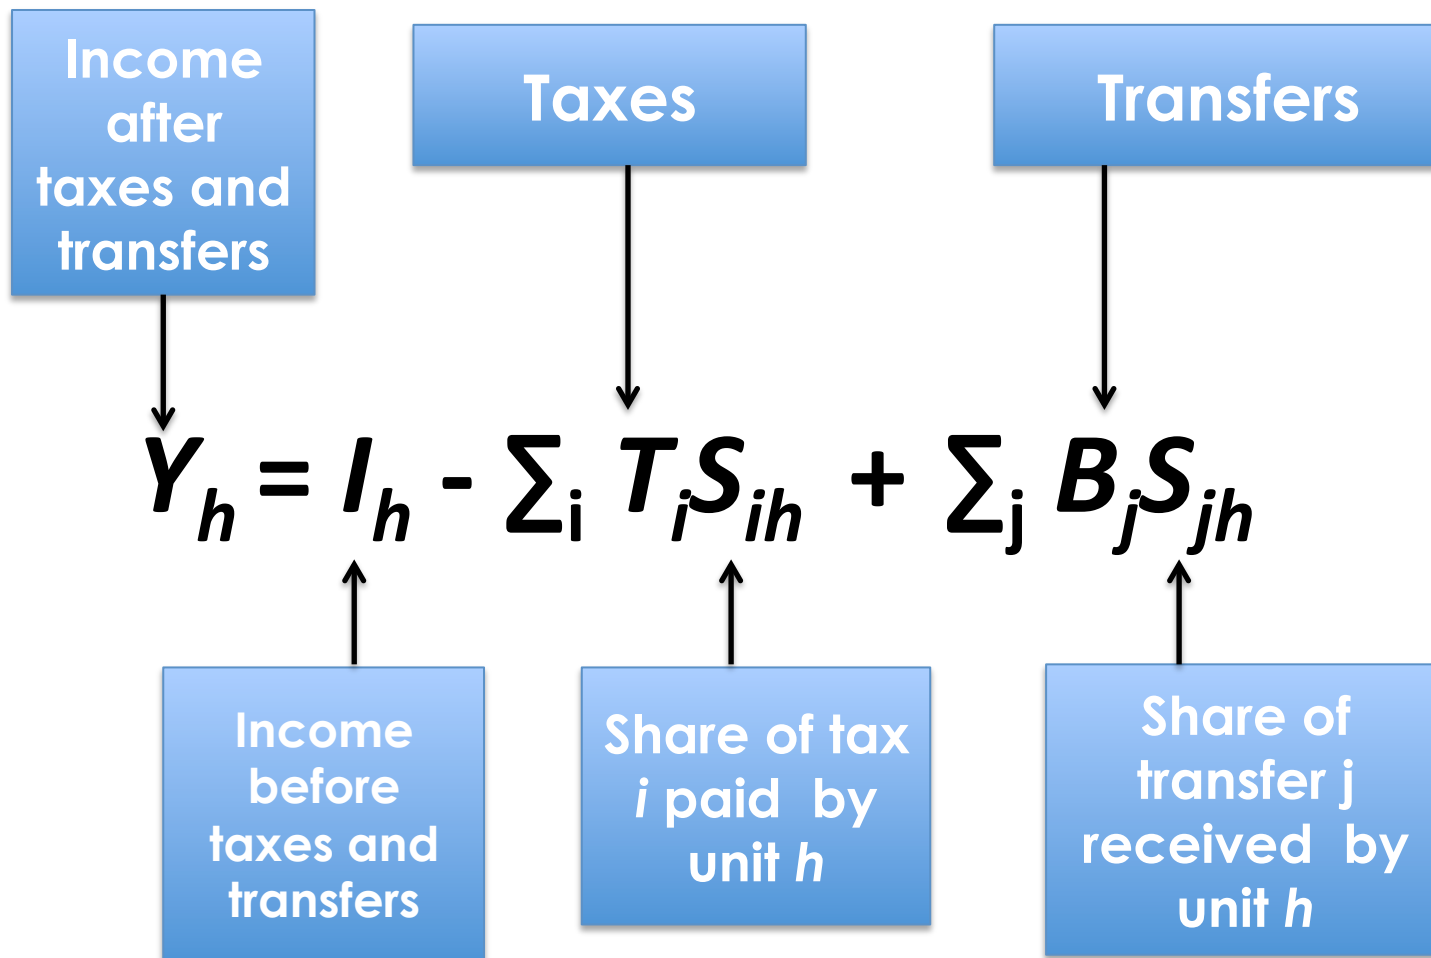 Income
after
taxes and
transfers
Taxes
Transfers
Yₕ = Iₕ - ∑ᵢ TᵢSᵢₕ + ∑ⱼ BⱼSⱼₕ
Income
before
taxes and
transfers
Share of tax
i paid by
unit h
Share of
transfer j
received by
unit h